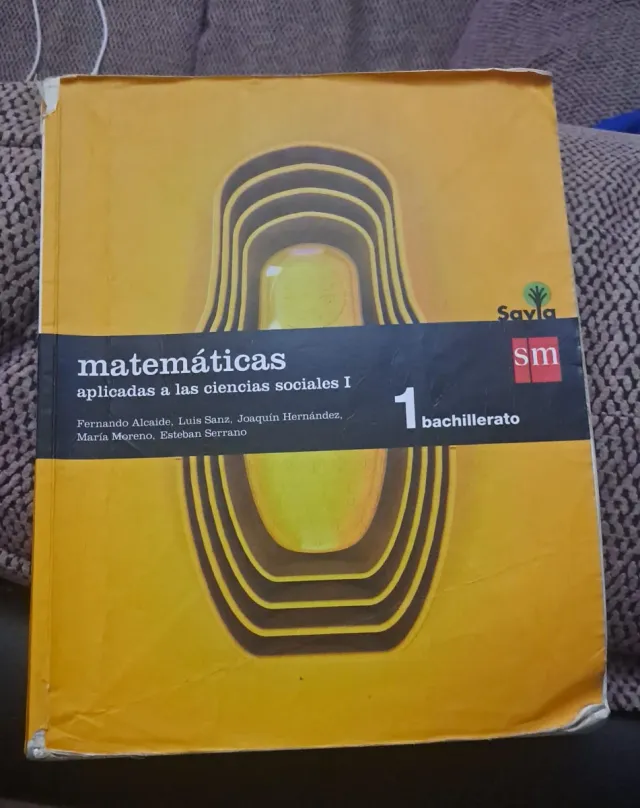 Savia
matemáticas
sm
aplicadas a las ciencias sociales I
Fernando Alcaide, Luis Sanz, Joaquín Hernández,
María Moreno, Esteban Serrano
1 bachillerato